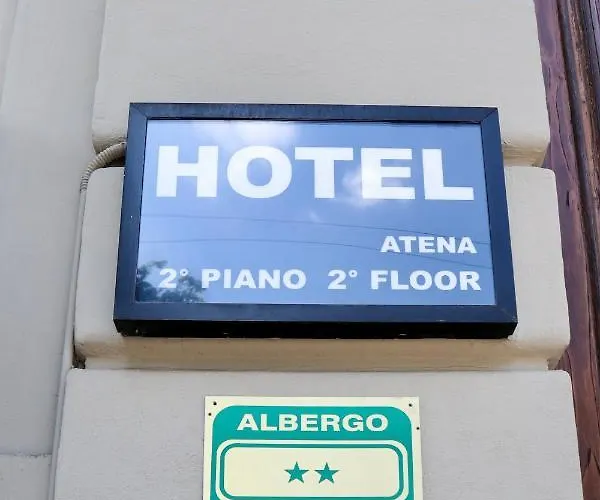 HOTEL
ATENA
2° PIANO 2° FLOOR
ALBERGO